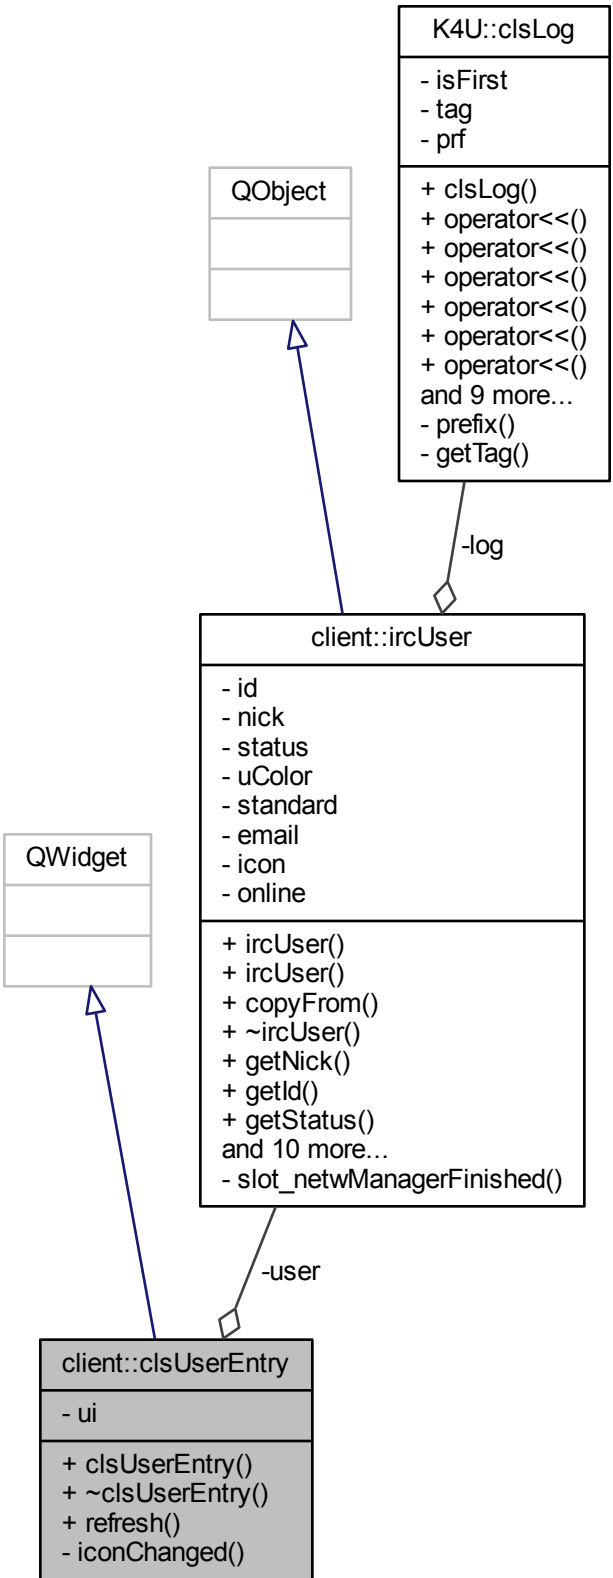 K4U::clsLog
- isFirst
- tag
- prf
+ clsLog()
+ operator<<()
+ operator<<()
+ operator<<()
+ operator<<()
+ operator<<()
+ operator<<()
and 9 more...
- prefix()
- getTag()
QObject
-log
client::ircUser
- id
- nick
- status
- uColor
- standard
- email
- icon
- online
+ ircUser()
+ ircUser()
+ copyFrom()
+ ~ircUser()
+ getNick()
+ getId()
+ getStatus()
and 10 more...
- slot_netwManagerFinished()
QWidget
-user
client::clsUserEntry
- ui
+ clsUserEntry()
+ ~clsUserEntry()
+ refresh()
- iconChanged()